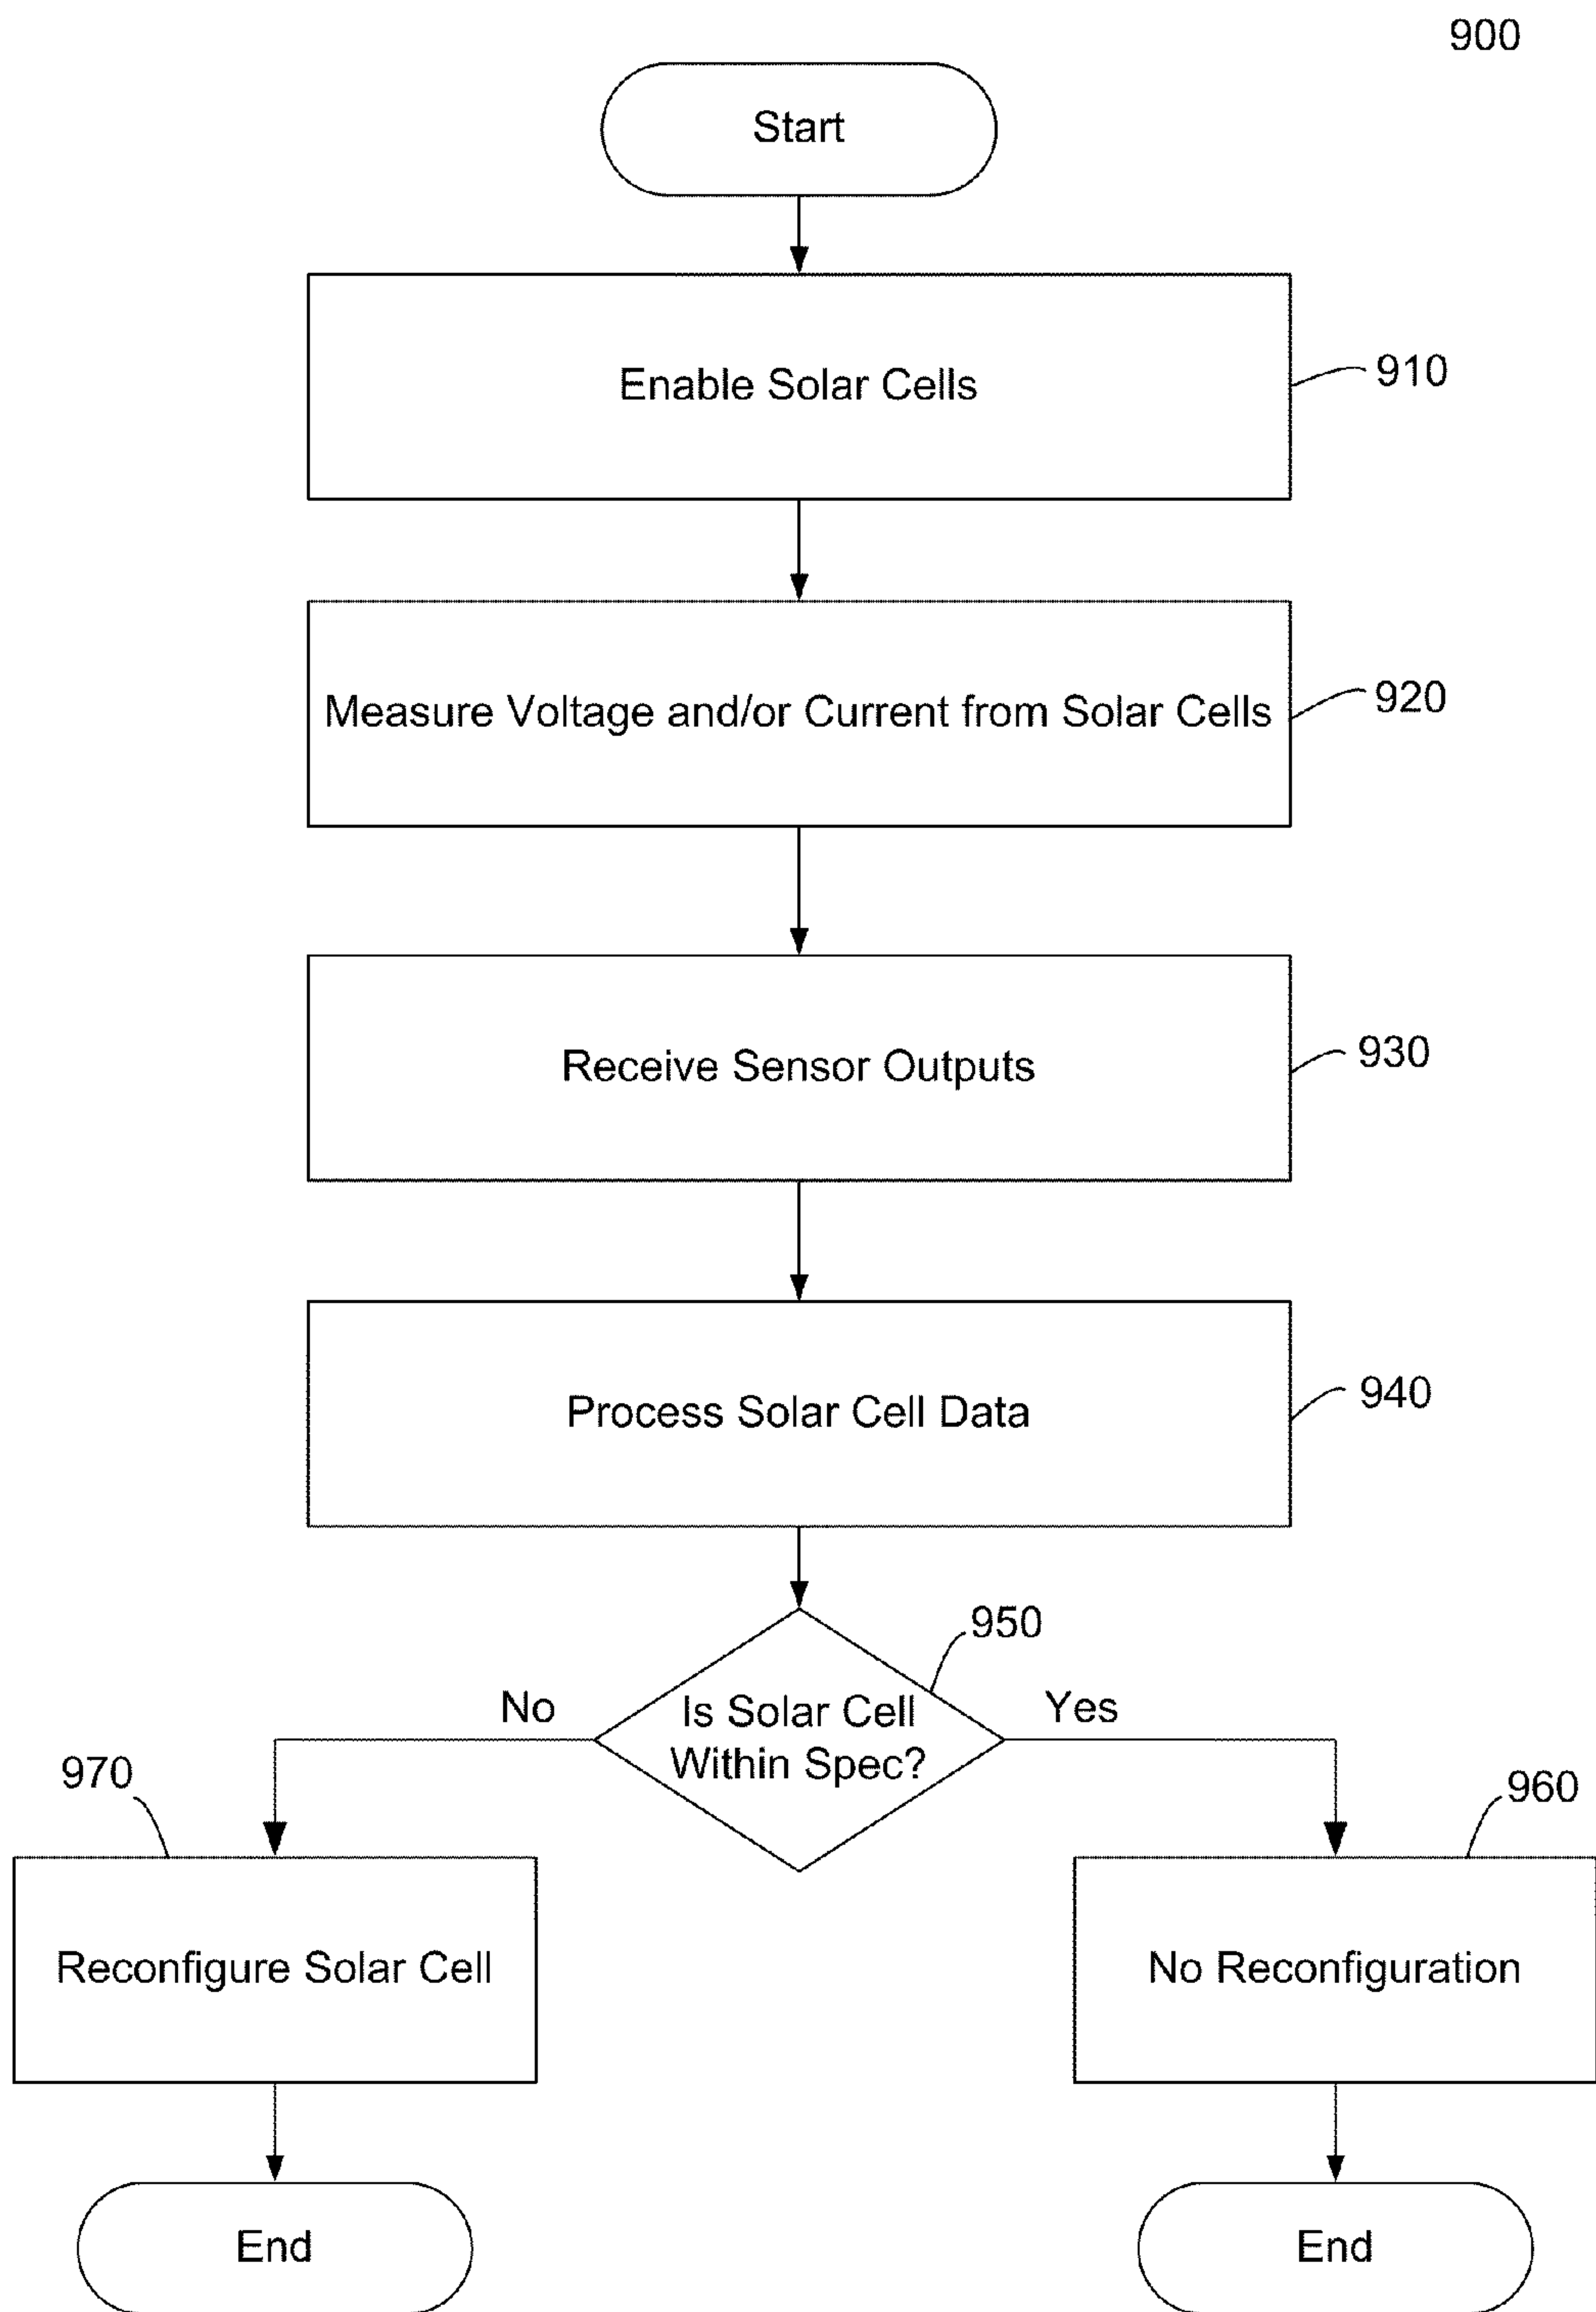 900
Start
Enable Solar Cells
910
Measure Voltage and/or Current from Solar Cells
920
Receive Sensor Outputs
930
Process Solar Cell Data
940
950
No
Is Solar Cell
Within Spec?
Yes
970
960
Reconfigure Solar Cell
No Reconfiguration
End
End